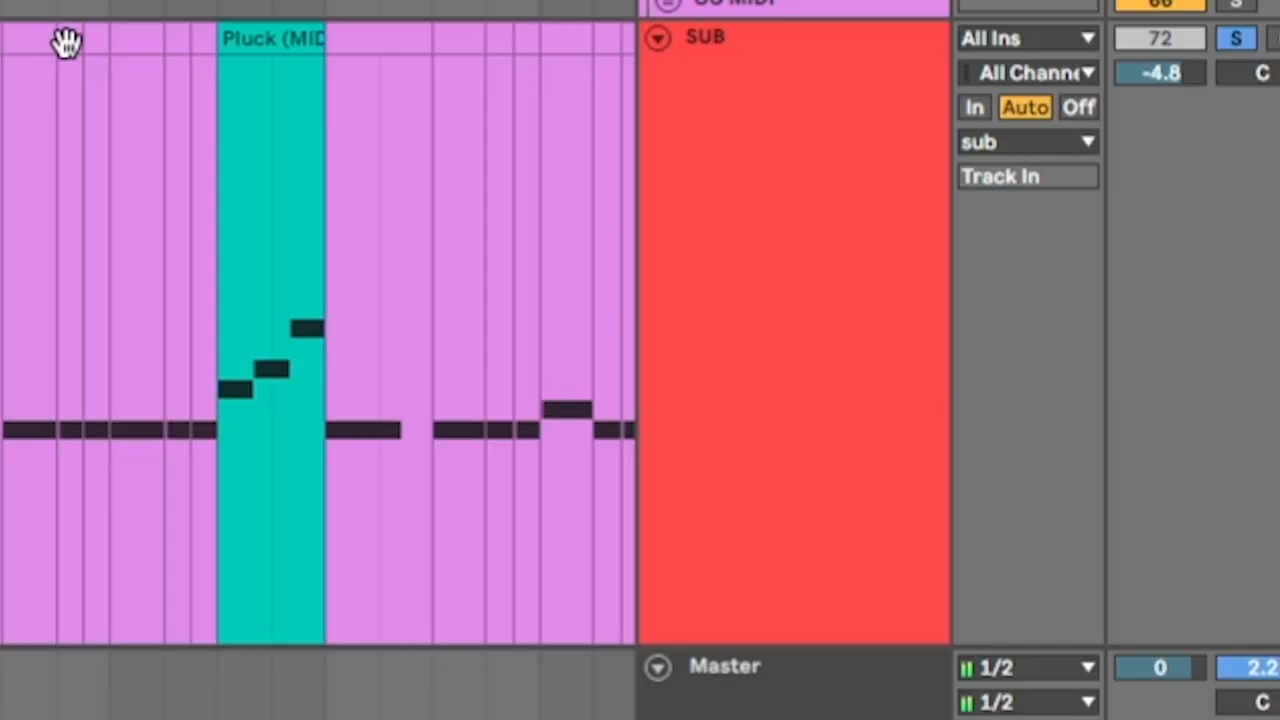 66 S
Pluck (MID
SUB
All Ins 72 S
All Channe -4.8 C
In Auto Off
sub
Track In
Master
1/2 0 2.2
1/2 C